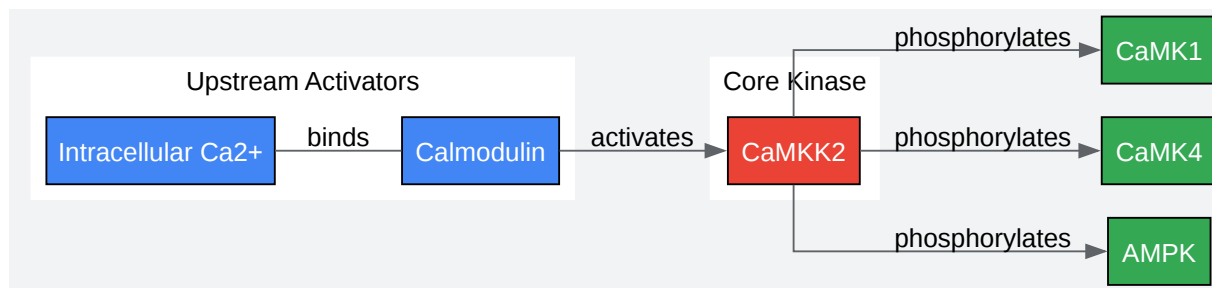 phosphorylates
CaMK1
Upstream Activators
Core Kinase
Intracellular Ca2+
binds
Calmodulin
activates
CaMKK2
phosphorylates
CaMK4
phosphorylates
AMPK